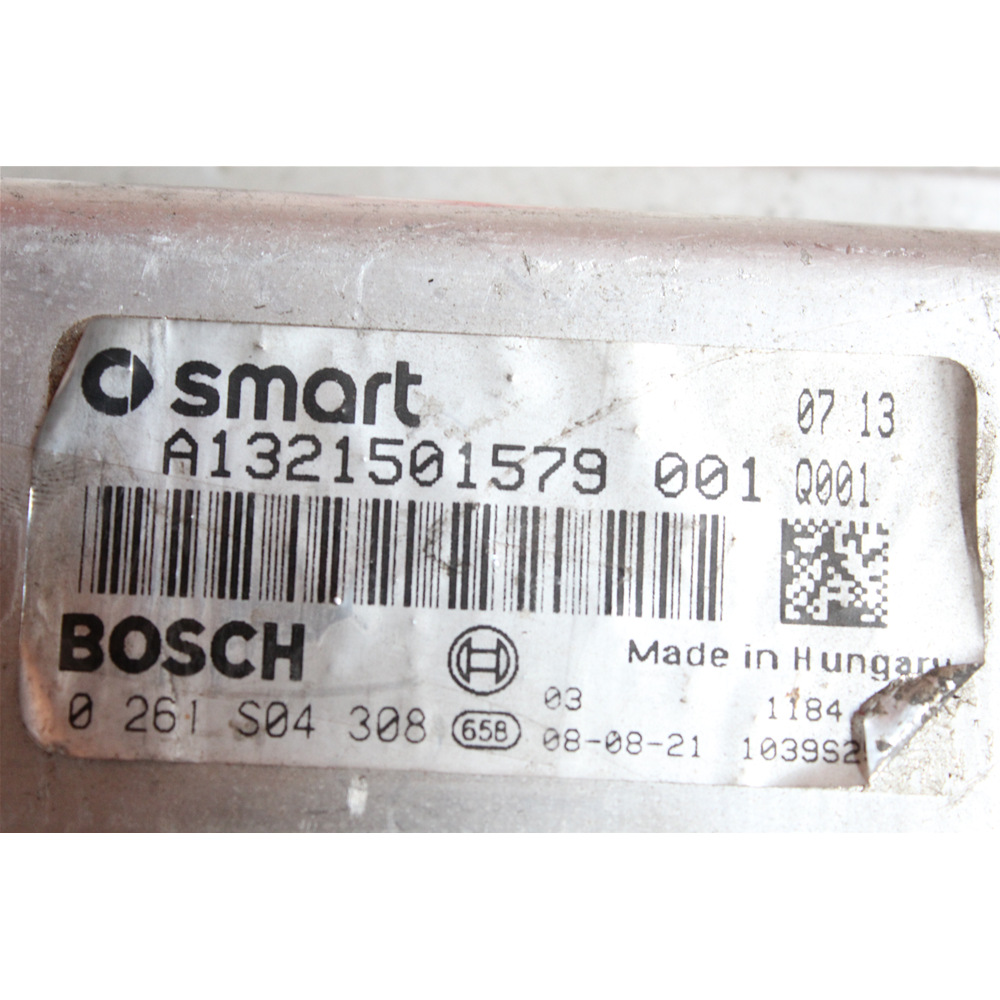 smart
07 13
A1321501579 001
Q001
BOSCH
Made in Hungary
0 261 S04 308
658
03
08-08-21
1184